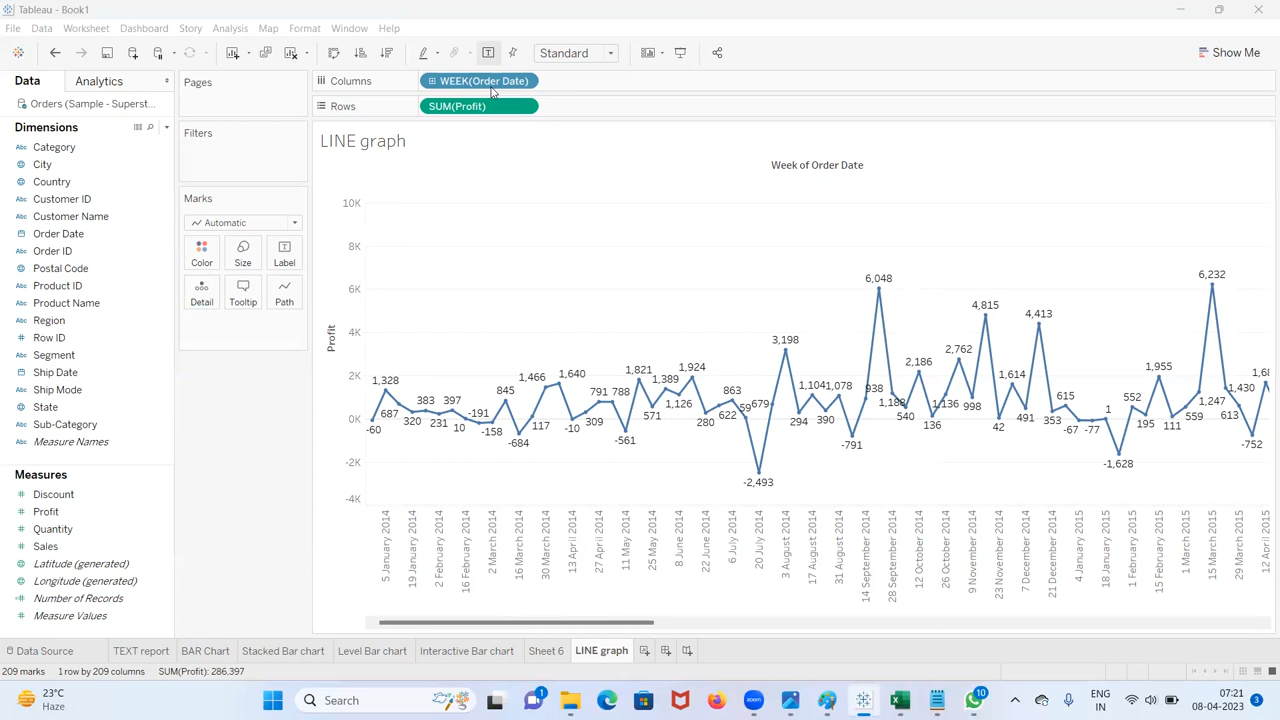 Tableau - Book1
File Data Worksheet Dashboard Story Analysis Map Format Window Help
Standard Show Me
Data Analytics Pages Columns WEEK(Order Date)
Orders (Sample - Superst... Rows SUM(Profit)
Dimensions
Category
City
Country
Customer ID
Customer Name
Order Date
Order ID
Postal Code
Product ID
Product Name
Region
Row ID
Segment
Ship Date
Ship Mode
State
Sub-Category
Measure Names
Measures
Discount
Profit
Quantity
Sales
Latitude (generated)
Longitude (generated)
Number of Records
Measure Values
Filters
Marks
Automatic
Color Size Label
Detail Tooltip Path
LINE graph
Week of Order Date
10K
8K
6K
4K
2K
0K
-2K
-4K
Profit
6,048 6,232
4,815
4,413
3,198
2,762
2,186
1,821 1,924 1,955
1,640
1,466
1,614
1,328 1,389 1,104 1,078 1,430
383 397 845 791 788 863 59 679 938 615 1 552
687 571 1,126 1,188 1,136 998 1,247 613
320 231 10 -191 117 309 280 622 294 390 540 136 42 491 353 195 111 559
-60 -158 -10 -67 -77
-684 -561 -791 -752
-1,628
-2,493
5 January 2014
19 January 2014
2 February 2014
16 February 2014
2 March 2014
16 March 2014
30 March 2014
13 April 2014
27 April 2014
11 May 2014
25 May 2014
8 June 2014
22 June 2014
6 July 2014
20 July 2014
3 August 2014
17 August 2014
31 August 2014
14 September 2014
28 September 2014
12 October 2014
26 October 2014
9 November 2014
23 November 2014
7 December 2014
21 December 2014
4 January 2015
18 January 2015
1 February 2015
15 February 2015
1 March 2015
15 March 2015
29 March 2015
Data Source TEXT report BAR Chart Stacked Bar chart Level Bar chart Interactive Bar chart Sheet 6 LINE graph
209 marks 1 row by 209 columns SUM(Profit): 286,397
23°C
Haze
Search
1
10
ENG
IN
07:21
08-04-2023
3